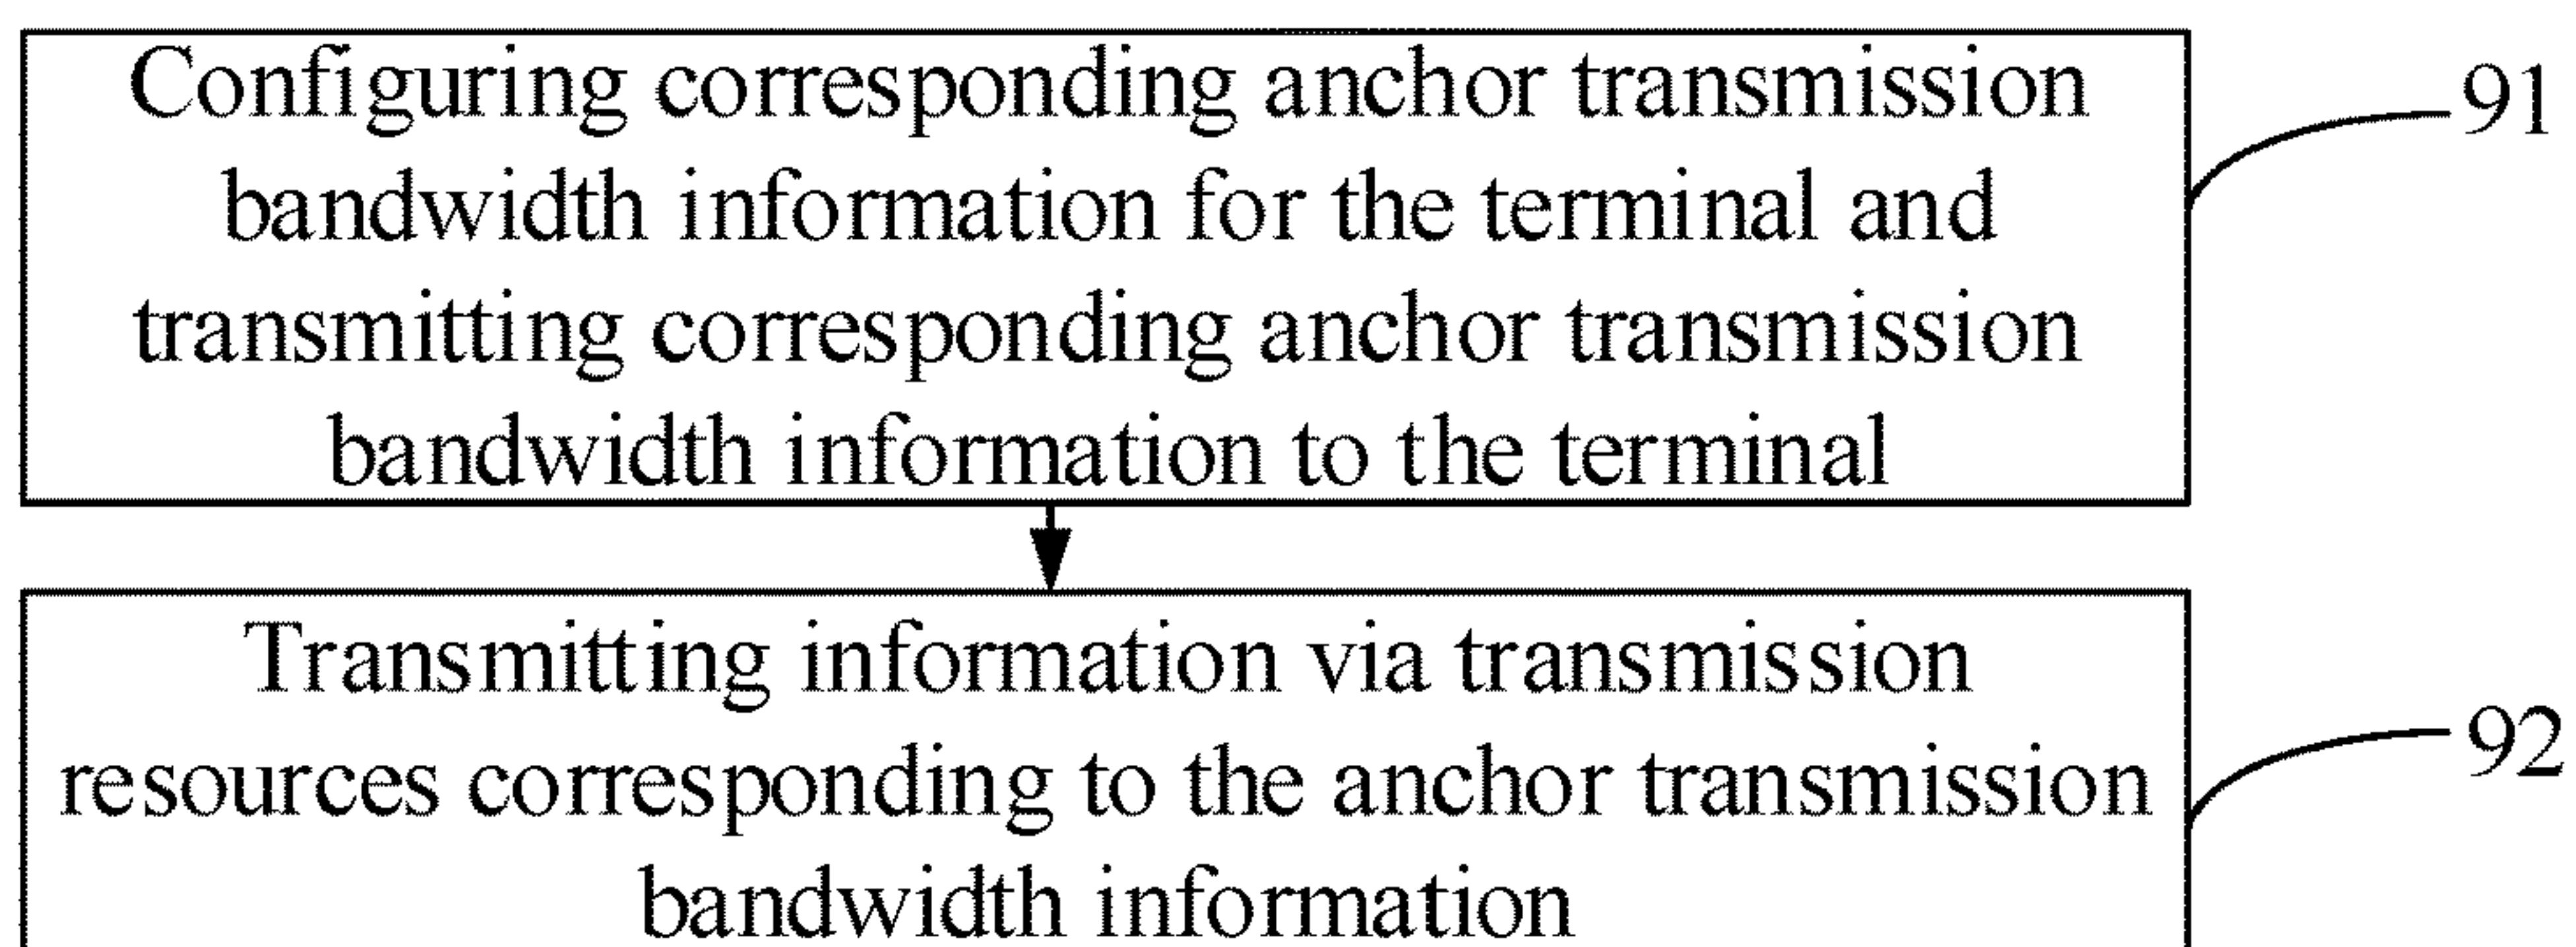 Configuring corresponding anchor transmission
bandwidth information for the terminal and
transmitting corresponding anchor transmission
bandwidth information to the terminal
91
Transmitting information via transmission
resources corresponding to the anchor transmission
bandwidth information
92